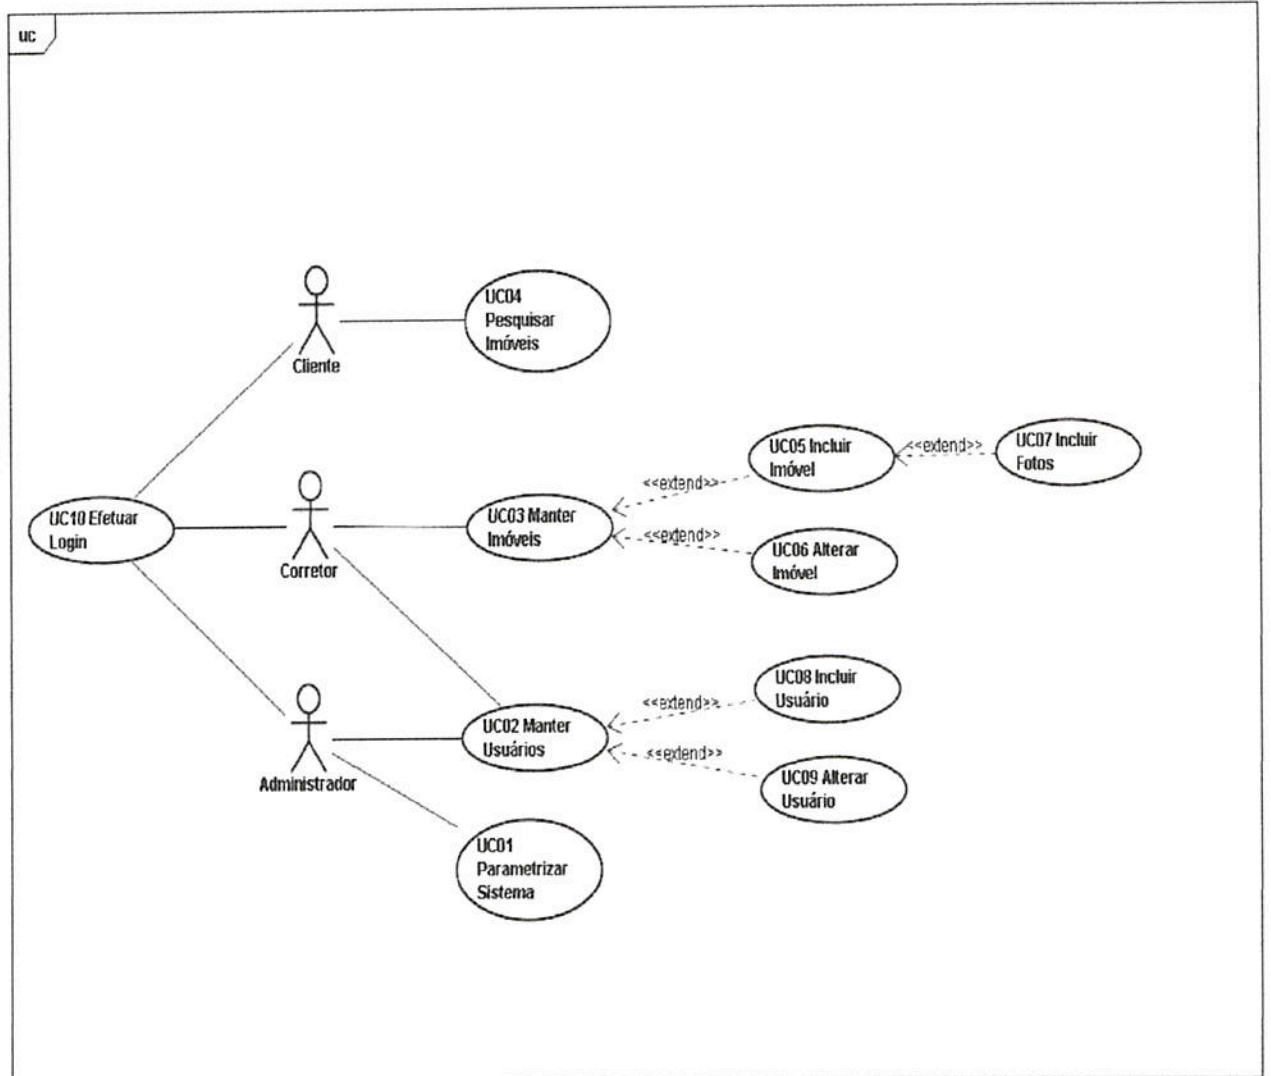 uc
UC04
Pesquisar
Imóveis
Cliente
UC05 Incluir
Imóvel
<<extend>>
UC07 Incluir
Fotos
<<extend>>
UC10 Efetuar
Login
Corretor
UC03 Manter
Imóveis
<<extend>>
UC06 Alterar
Imóvel
UC08 Incluir
Usuário
<<extend>>
Administrador
UC02 Manter
Usuários
<<extend>>
UC09 Alterar
Usuário
UC01
Parametrizar
Sistema